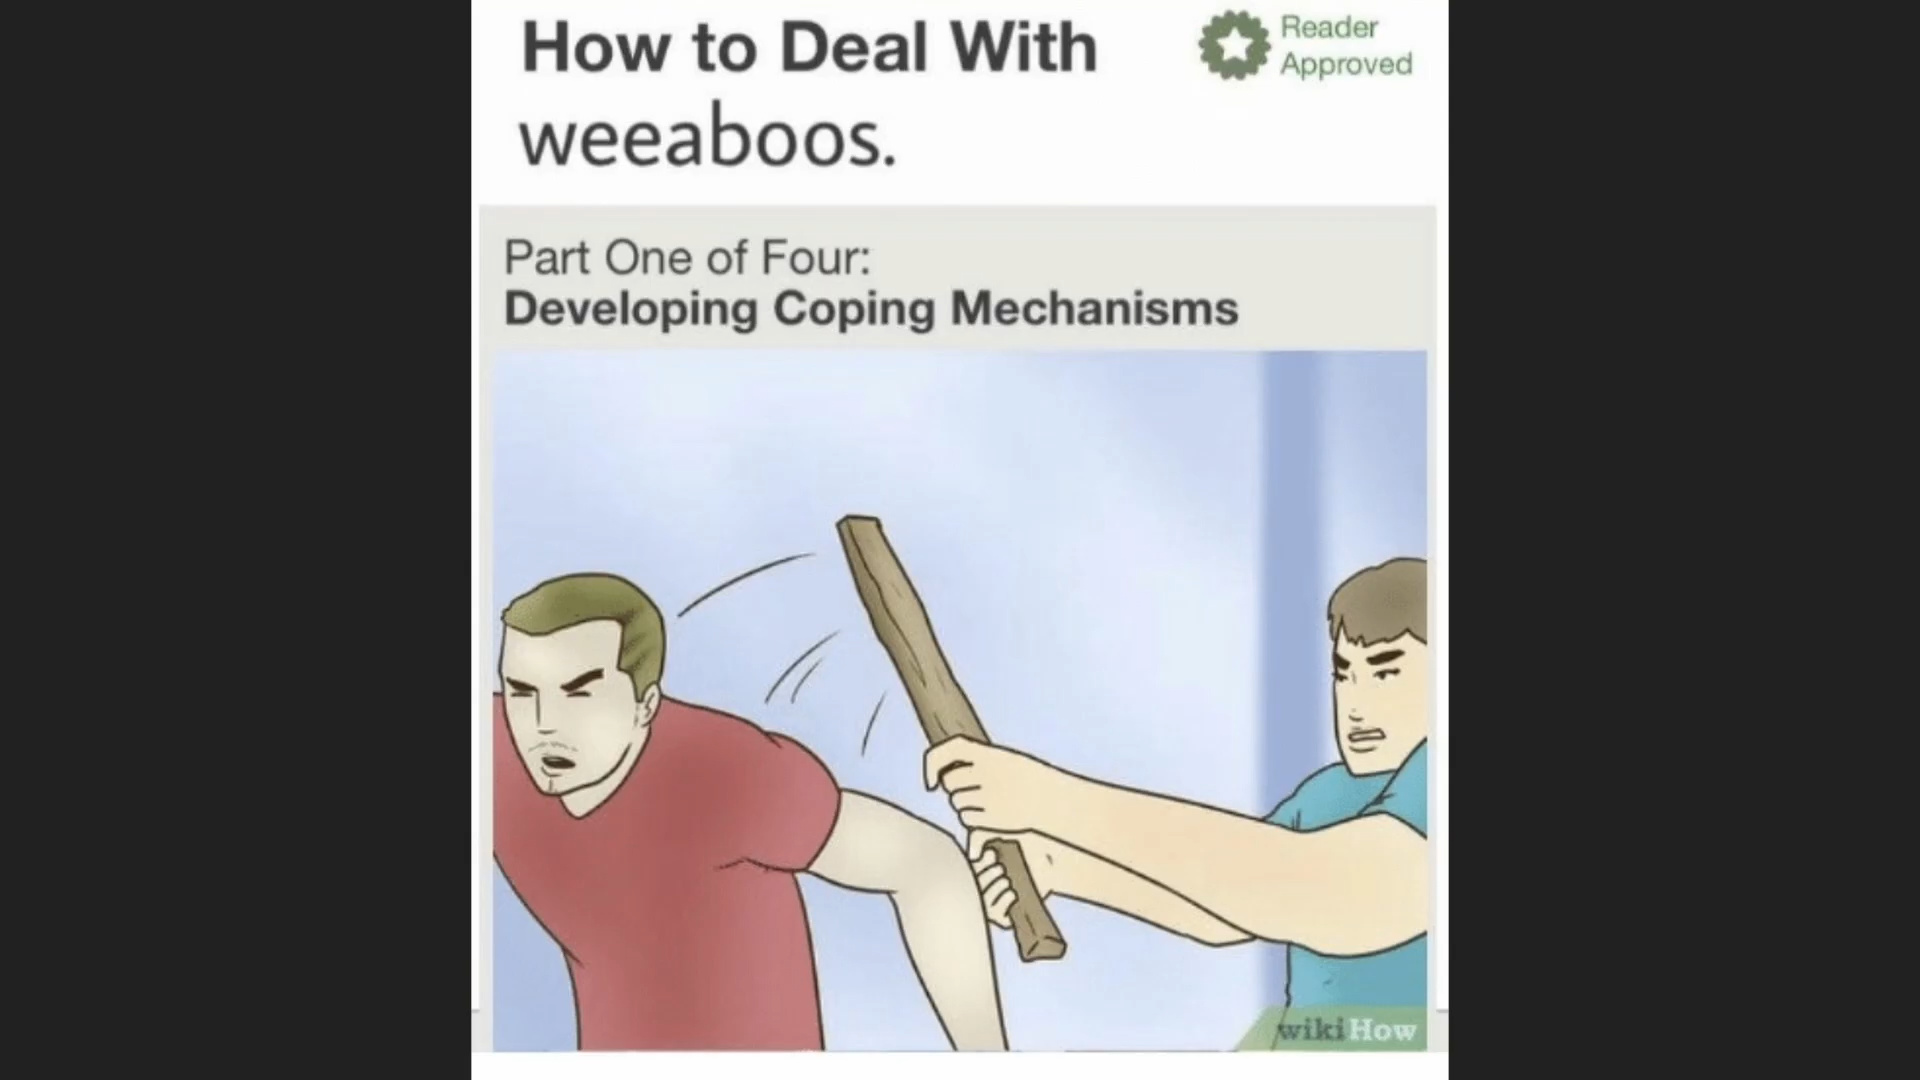 How to Deal With
weeaboos.
Reader
Approved
Part One of Four:
Developing Coping Mechanisms
wikiHow